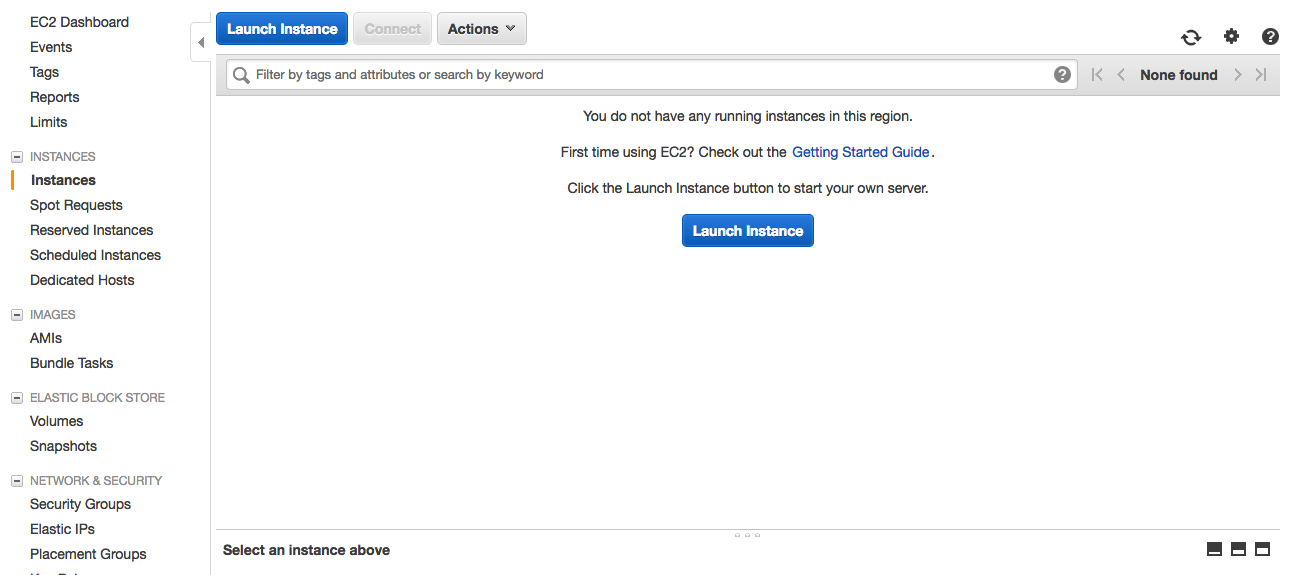 EC2 Dashboard
Events
Tags
Reports
Limits
INSTANCES
Instances
Spot Requests
Reserved Instances
Scheduled Instances
Dedicated Hosts
IMAGES
AMIs
Bundle Tasks
ELASTIC BLOCK STORE
Volumes
Snapshots
NETWORK & SECURITY
Security Groups
Elastic IPs
Placement Groups
Launch Instance Connect Actions
Filter by tags and attributes or search by keyword None found
You do not have any running instances in this region.
First time using EC2? Check out the Getting Started Guide.
Click the Launch Instance button to start your own server.
Launch Instance
Select an instance above